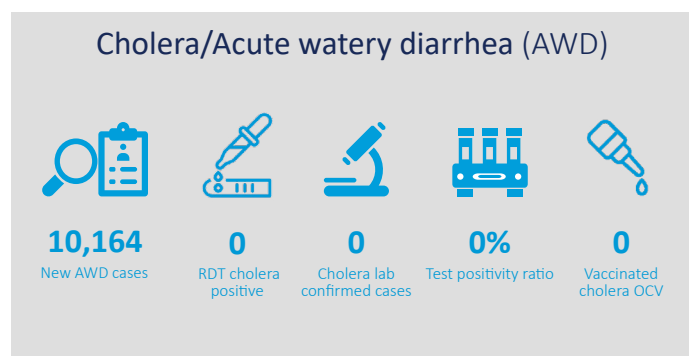 Cholera/Acute watery diarrhea (AWD)
10,164
New AWD cases
0
RDT cholera
positive
0
Cholera lab
confirmed cases
0%
Test positivity ratio
0
Vaccinated
cholera OCV